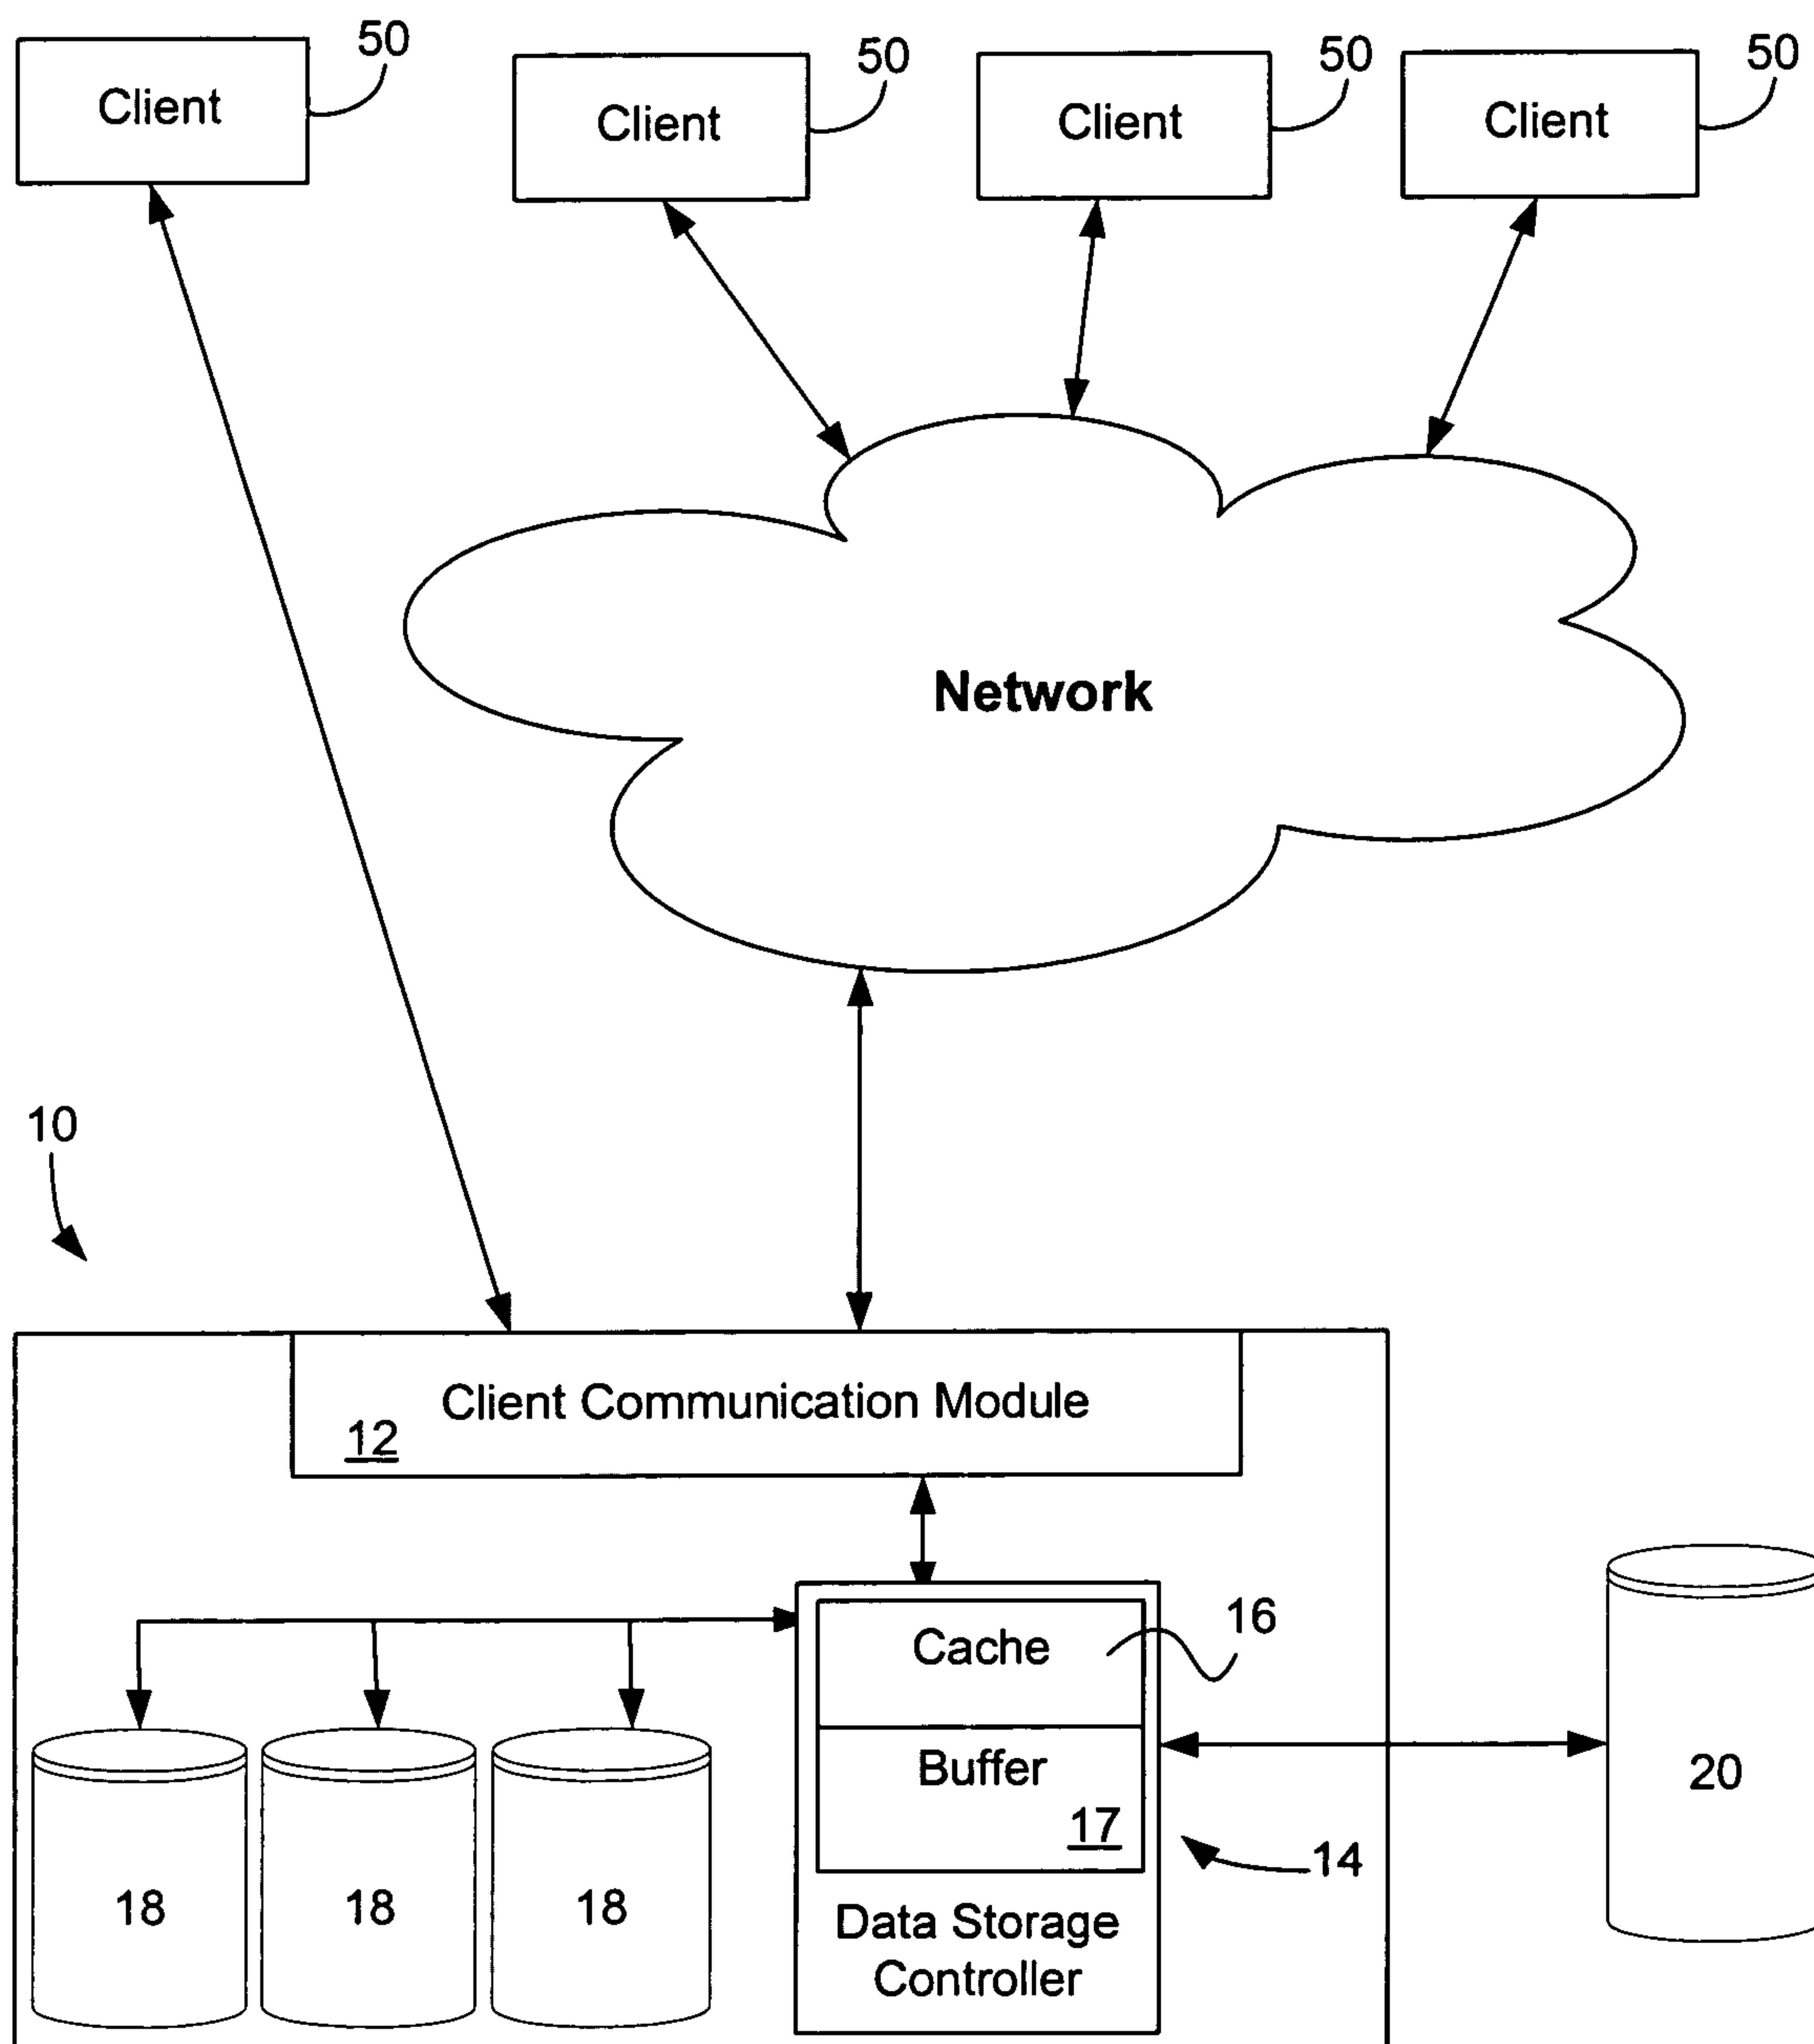 50
50
50
50
Client
Client
Client
Client
Network
10
Client Communication Module
12
16
Cache
Buffer
17
20
14
18
18
18
Data Storage
Controller